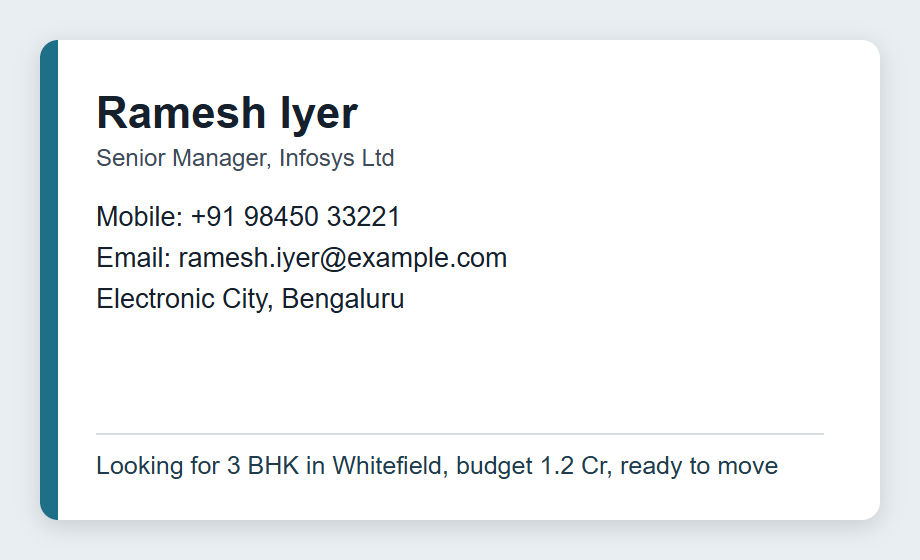 Ramesh Iyer
Senior Manager, Infosys Ltd
Mobile: +91 98450 33221
Email: ramesh.iyer@example.com
Electronic City, Bengaluru
Looking for 3 BHK in Whitefield, budget 1.2 Cr, ready to move